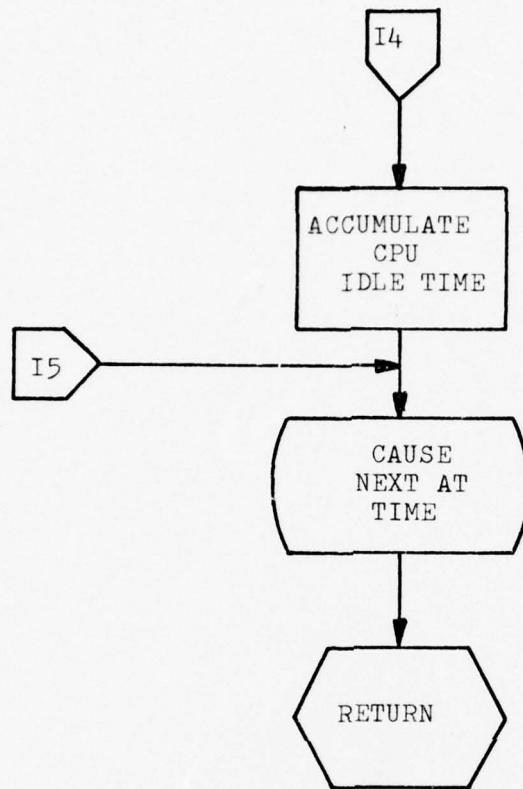 I4
ACCUMULATE
CPU
IDLE TIME
I5
CAUSE
NEXT AT
TIME
RETURN